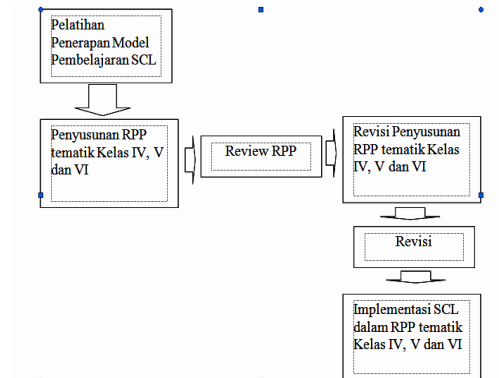 Pelatihan
Penerapan Model
Pembelajaran SCL
Penyusunan RPP
tematik Kelas IV, V
dan VI
Review RPP
Revisi Penyusunan
RPP tematik Kelas
IV, V dan VI
Revisi
Implementasi SCL
dalam RPP tematik
Kelas IV, V dan VI